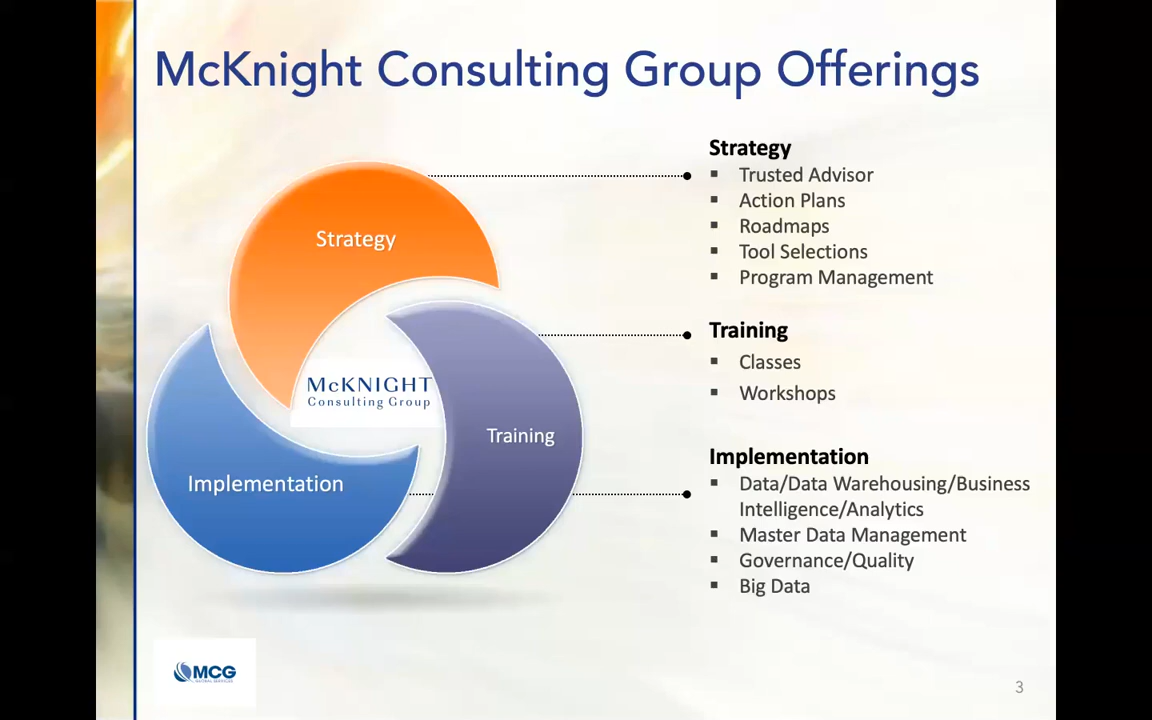 McKnight Consulting Group Offerings
Strategy
Training
Implementation
McKNIGHT
Consulting Group
Strategy
▪ Trusted Advisor
▪ Action Plans
▪ Roadmaps
▪ Tool Selections
▪ Program Management
Training
▪ Classes
▪ Workshops
Implementation
▪ Data/Data Warehousing/Business
Intelligence/Analytics
▪ Master Data Management
▪ Governance/Quality
▪ Big Data
MCG
3